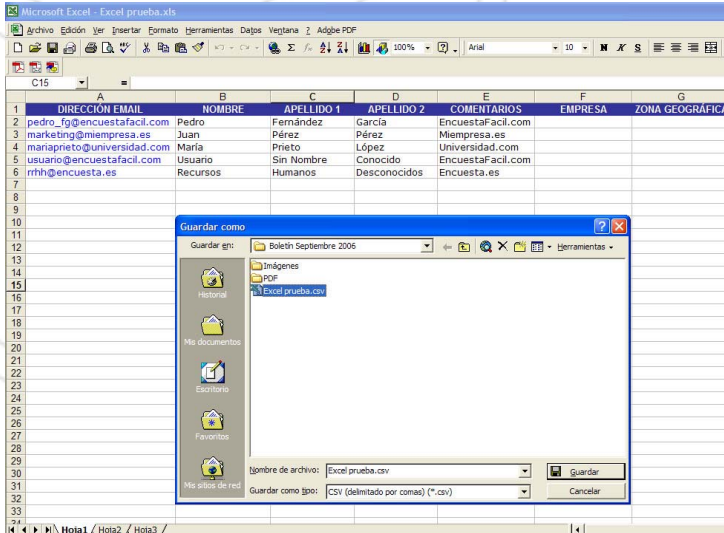 Microsoft Excel - Excel prueba.xls
Archivo Edición Ver Insertar Formato Herramientas Datos Ventana ? Adobe PDF
100% Arial 10 N K S
C15 =
A B C D E F G
1 DIRECCIÓN EMAIL NOMBRE APELLIDO 1 APELLIDO 2 COMENTARIOS EMPRESA ZONA GEOGRÁFICA
2 pedro_fg@encuestafacil.com Pedro Fernández García EncuestaFacil.com
3 marketing@miempresa.es Juan Pérez Pérez Miempresa.es
4 mariaprieto@universidad.com María Prieto López Universidad.com
5 usuario@encuestafacil.com Usuario Sin Nombre Conocido EncuestaFacil.com
6 rrhh@encuesta.es Recursos Humanos Desconocidos Encuesta.es
7
8
9
10
11
12
13
14
15
16
17
18
19
20
21
22
23
24
25
26
27
28
29
30
31
32
33
34
Guardar como
Guardar en: Boletín Septiembre 2006 Herramientas
Imágenes
PDF
Excel prueba.csv
Historial
Mis documentos
Escritorio
Favoritos
Mis sitios de red
Nombre de archivo: Excel prueba.csv Guardar
Guardar como tipo: CSV (delimitado por comas) (*.csv) Cancelar
Hoja1 / Hoja2 / Hoja3 /